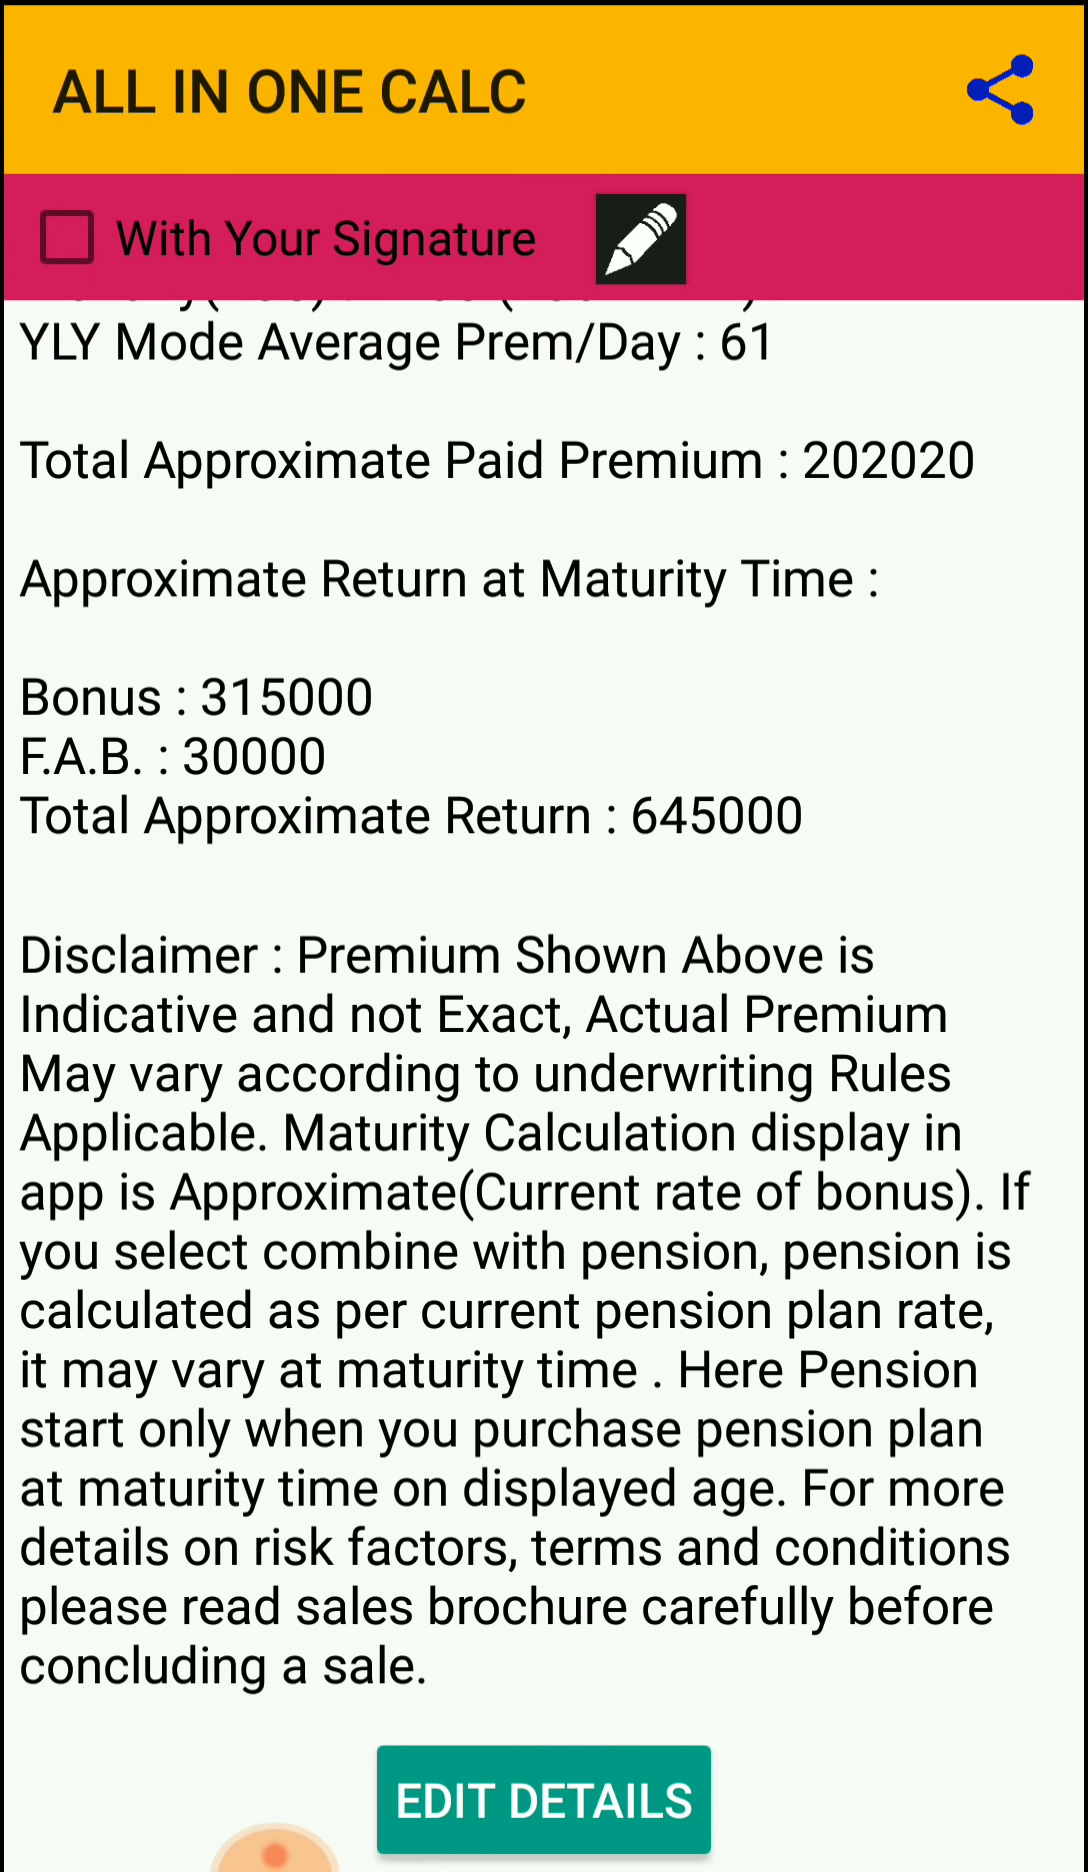 ALL IN ONE CALC
With Your Signature
YLY Mode Average Prem/Day : 61
Total Approximate Paid Premium : 202020
Approximate Return at Maturity Time :
Bonus : 315000
F.A.B. : 30000
Total Approximate Return : 645000
Disclaimer : Premium Shown Above is
Indicative and not Exact, Actual Premium
May vary according to underwriting Rules
Applicable. Maturity Calculation display in
app is Approximate(Current rate of bonus). If
you select combine with pension, pension is
calculated as per current pension plan rate,
it may vary at maturity time . Here Pension
start only when you purchase pension plan
at maturity time on displayed age. For more
details on risk factors, terms and conditions
please read sales brochure carefully before
concluding a sale.
EDIT DETAILS